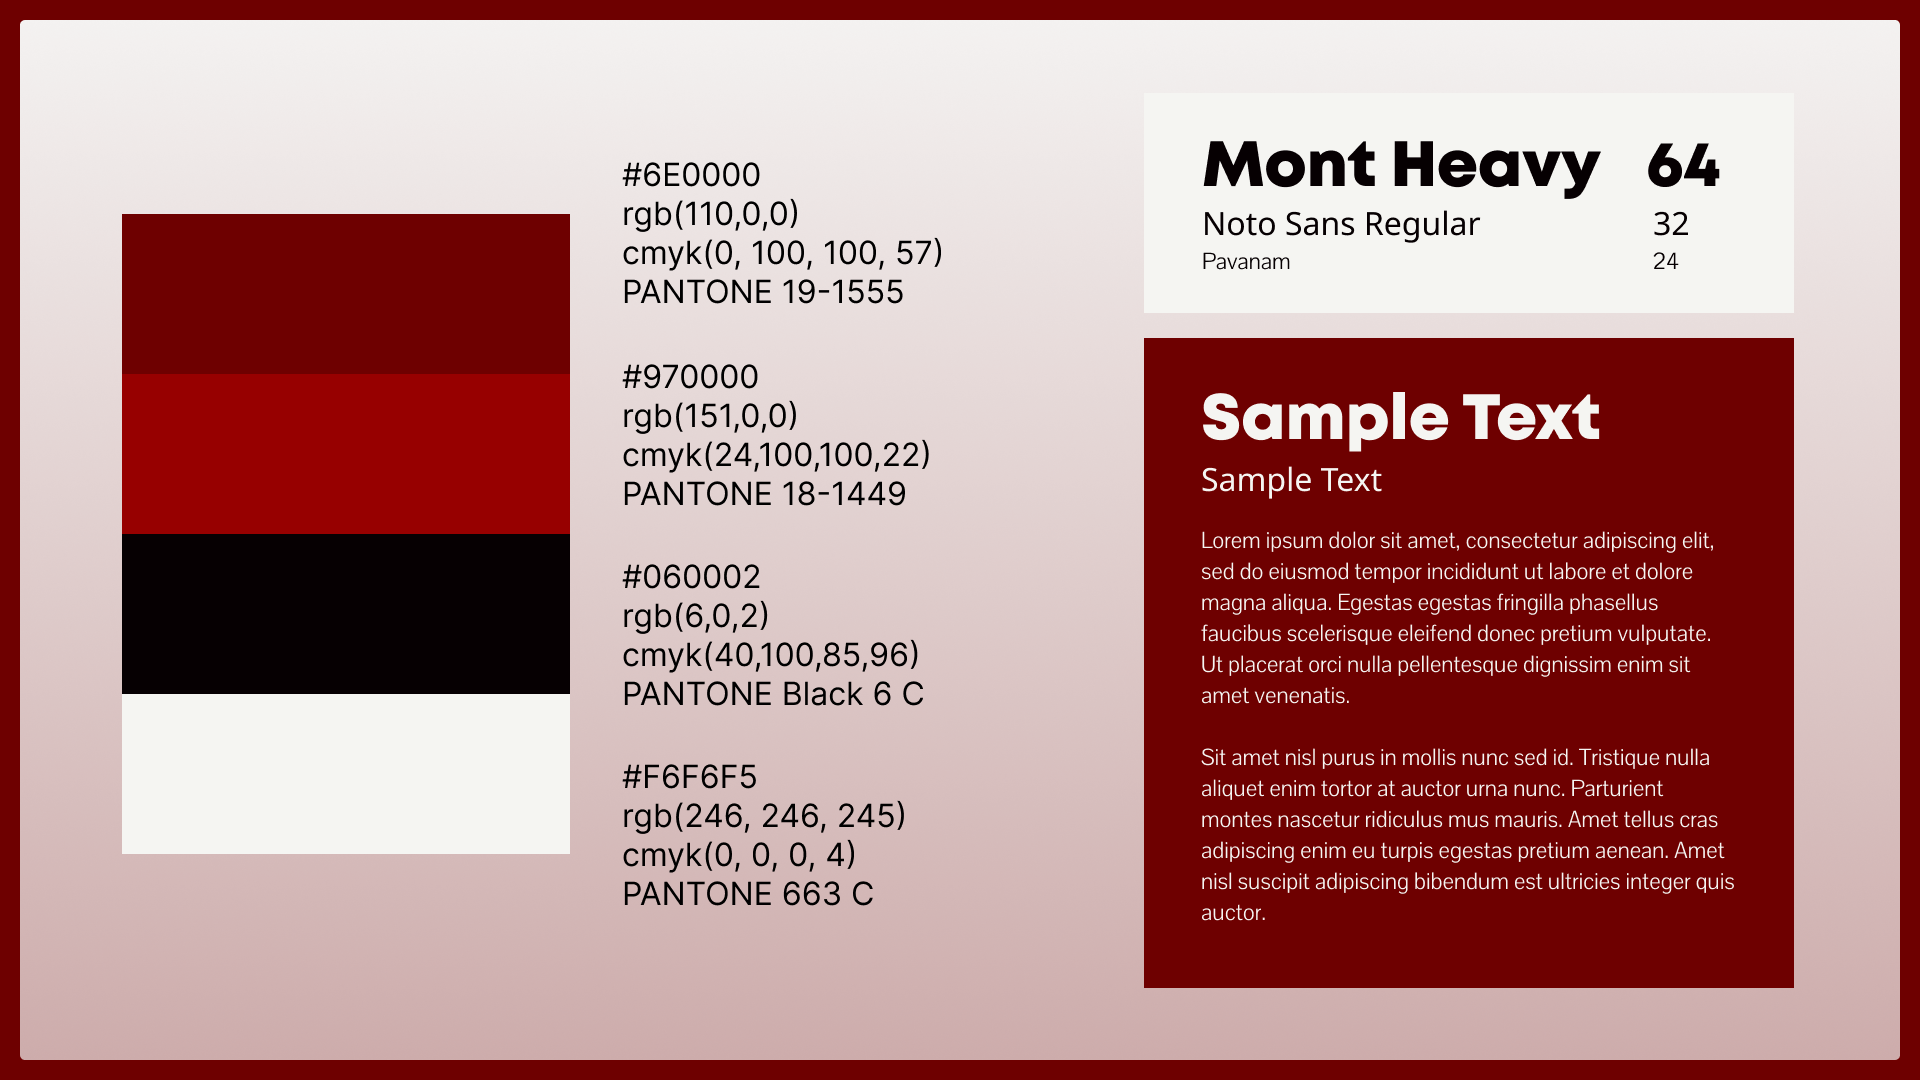 #6E0000
rgb(110,0,0)
cmyk(0, 100, 100, 57)
PANTONE 19-1555
#970000
rgb(151,0,0)
cmyk(24,100,100,22)
PANTONE 18-1449
#060002
rgb(6,0,2)
cmyk(40,100,85,96)
PANTONE Black 6 C
#F6F6F5
rgb(246, 246, 245)
cmyk(0, 0, 0, 4)
PANTONE 663 C
Mont Heavy 64
Noto Sans Regular 32
Pavanam 24
Sample Text
Sample Text
Lorem ipsum dolor sit amet, consectetur adipiscing elit,
sed do eiusmod tempor incididunt ut labore et dolore
magna aliqua. Egestas egestas fringilla phasellus
faucibus scelerisque eleifend donec pretium vulputate.
Ut placerat orci nulla pellentesque dignissim enim sit
amet venenatis.
Sit amet nisl purus in mollis nunc sed id. Tristique nulla
aliquet enim tortor at auctor urna nunc. Parturient
montes nascetur ridiculus mus mauris. Amet tellus cras
adipiscing enim eu turpis egestas pretium aenean. Amet
nisl suscipit adipiscing bibendum est ultricies integer quis
auctor.